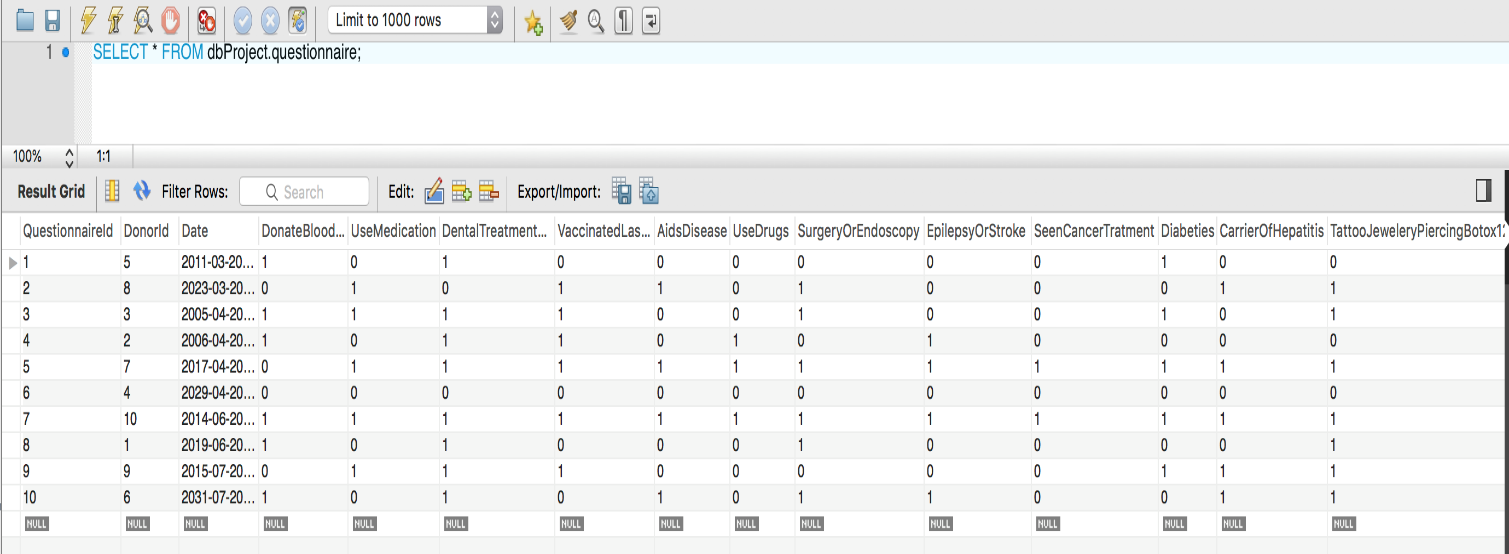 Limit to 1000 rows
1 SELECT * FROM dbProject.questionnaire;
100% 1:1
Result Grid Filter Rows: Search Edit: Export/Import:
QuestionnaireId DonorId Date DonateBlood... UseMedication DentalTreatment... VaccinatedLas... AidsDisease UseDrugs SurgeryOrEndoscopy EpilepsyOrStroke SeenCancerTratment Diabeties CarrierOfHepatitis TattooJeweleryPiercingBotox12
1 5 2011-03-20... 1 0 1 0 0 0 0 0 0 1 0 0
2 8 2023-03-20... 0 1 0 1 1 0 1 0 0 0 1 1
3 3 2005-04-20... 1 1 1 1 0 0 1 0 0 1 0 1
4 2 2006-04-20... 1 0 1 1 0 1 0 1 0 0 0 0
5 7 2017-04-20... 0 1 1 1 1 1 1 1 1 1 1 1
6 4 2029-04-20... 0 0 0 0 0 0 0 0 0 0 0 0
7 10 2014-06-20... 1 1 1 1 1 1 1 1 1 1 1 1
8 1 2019-06-20... 1 0 1 0 0 0 1 0 0 0 0 1
9 9 2015-07-20... 0 1 1 1 0 0 0 0 0 1 1 1
10 6 2031-07-20... 1 0 1 0 1 0 1 1 0 0 1 1
NULL NULL NULL NULL NULL NULL NULL NULL NULL NULL NULL NULL NULL NULL NULL